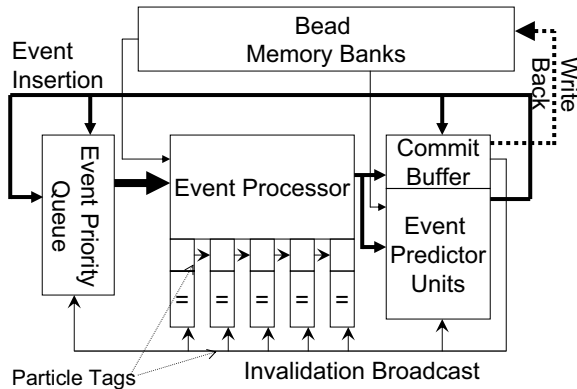 Bead
Memory Banks
Event
Insertion
Write
Back
Event Priority
Queue
Event Processor
Commit
Buffer
Event
Predictor
Units
= = = = =
Particle Tags
Invalidation Broadcast